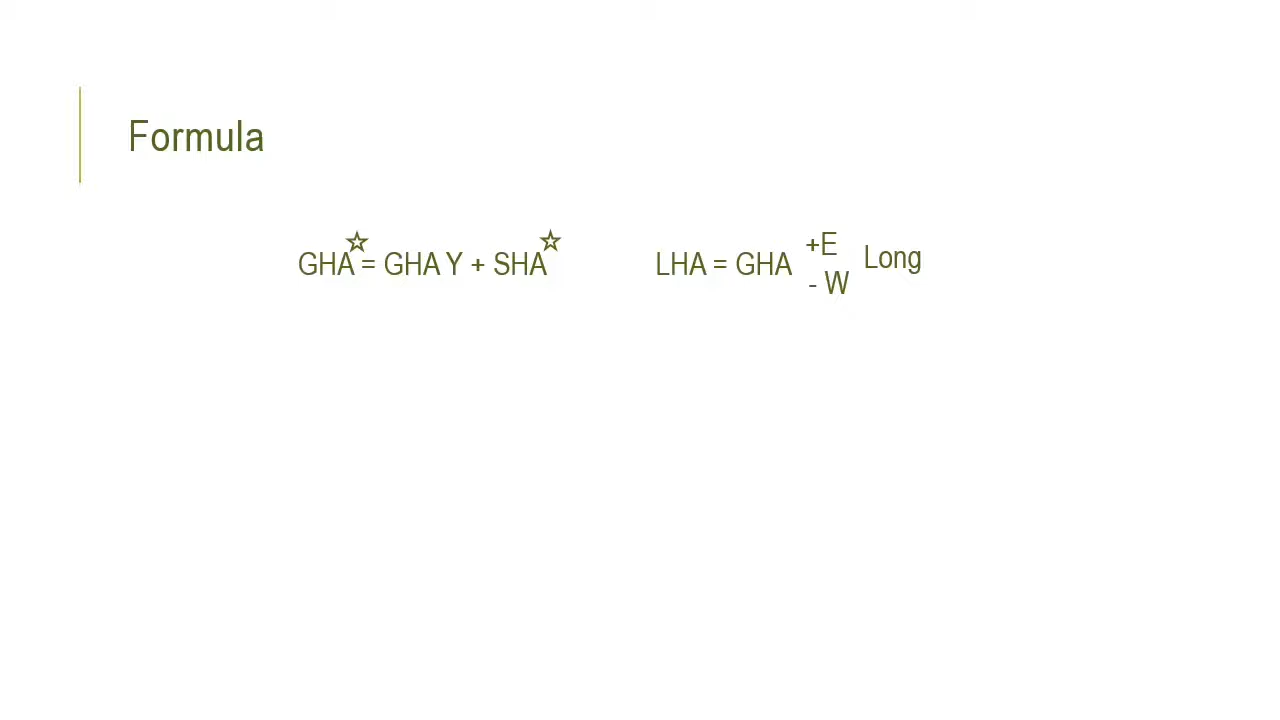 Formula
GHA☆ = GHA Y + SHA☆
LHA = GHA +E - W Long